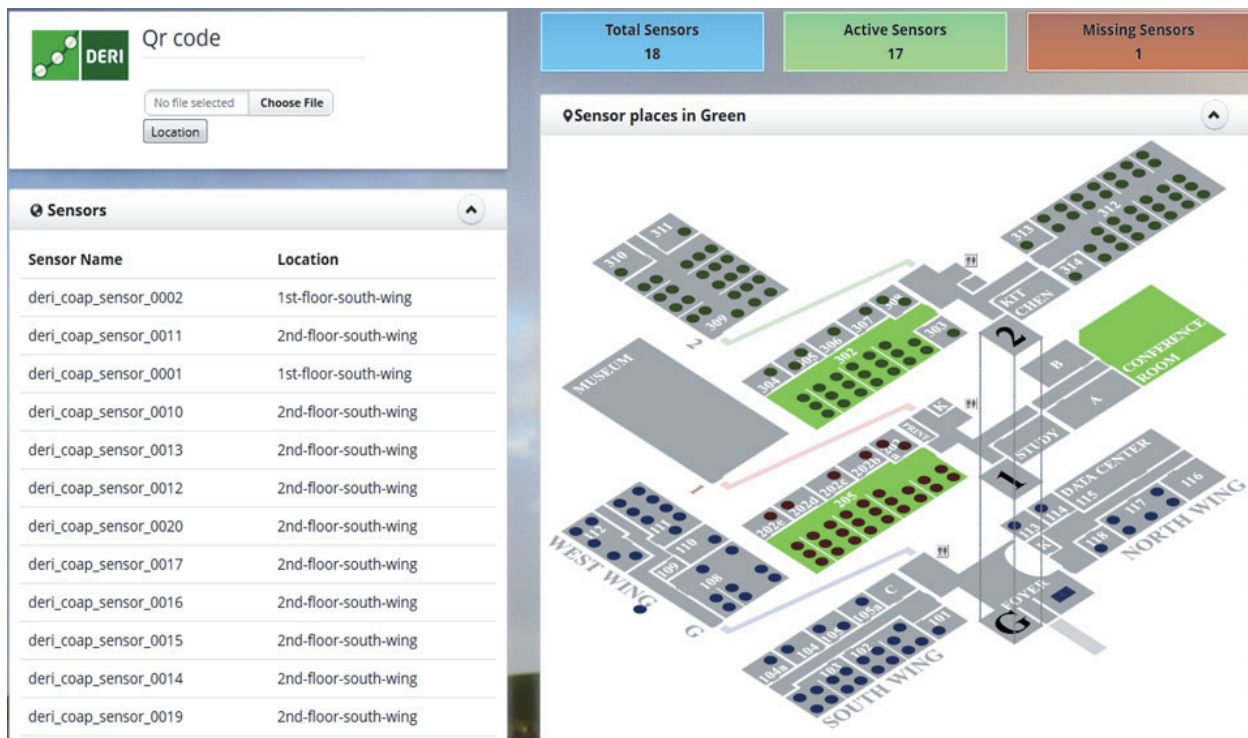 DERI
Qr code
No file selected
Choose File
Location
Sensors
Sensor Name Location
deri_coap_sensor_0002 1st-floor-south-wing
deri_coap_sensor_0011 2nd-floor-south-wing
deri_coap_sensor_0001 1st-floor-south-wing
deri_coap_sensor_0010 2nd-floor-south-wing
deri_coap_sensor_0013 2nd-floor-south-wing
deri_coap_sensor_0012 2nd-floor-south-wing
deri_coap_sensor_0020 2nd-floor-south-wing
deri_coap_sensor_0017 2nd-floor-south-wing
deri_coap_sensor_0016 2nd-floor-south-wing
deri_coap_sensor_0015 2nd-floor-south-wing
deri_coap_sensor_0014 2nd-floor-south-wing
deri_coap_sensor_0019 2nd-floor-south-wing
Total Sensors
18
Active Sensors
17
Missing Sensors
1
Sensor places in Green
313
312
314
311
310
309
2
308
307
306
305
304
303
302
KIT
CHEN
2
MUSEUM
B
A
CONFERENCE
ROOM
K
PRINT
STUDY
1
1
202b
202c
202d
202e
205
DATA CENTER
113
114
115
116
117
118
K
NORTH WING
112
111
110
109
108
WEST WING
G
FOYER
G
C
105a
105
104
104a
103
102
101
SOUTH WING